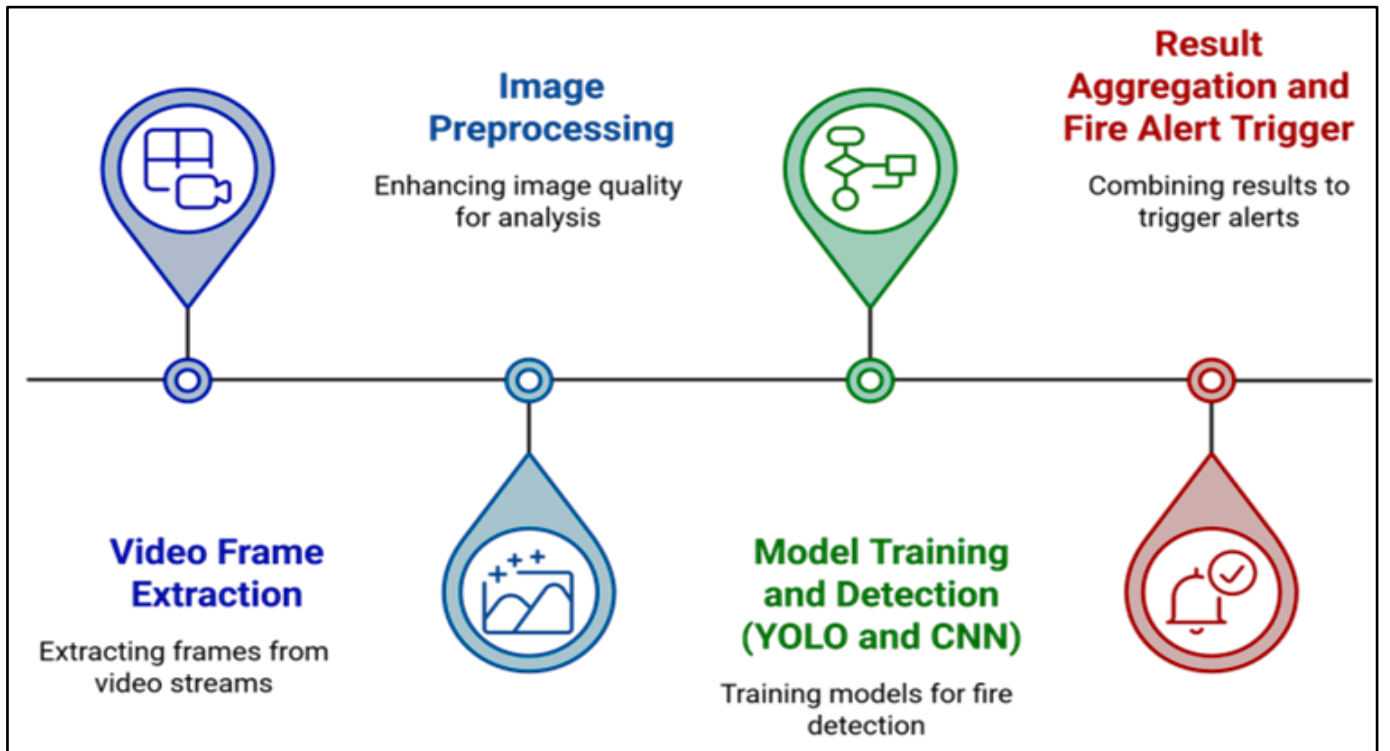 Video Frame
Extraction
Extracting frames from
video streams
Image
Preprocessing
Enhancing image quality
for analysis
Model Training
and Detection
(YOLO and CNN)
Training models for fire
detection
Result
Aggregation and
Fire Alert Trigger
Combining results to
trigger alerts